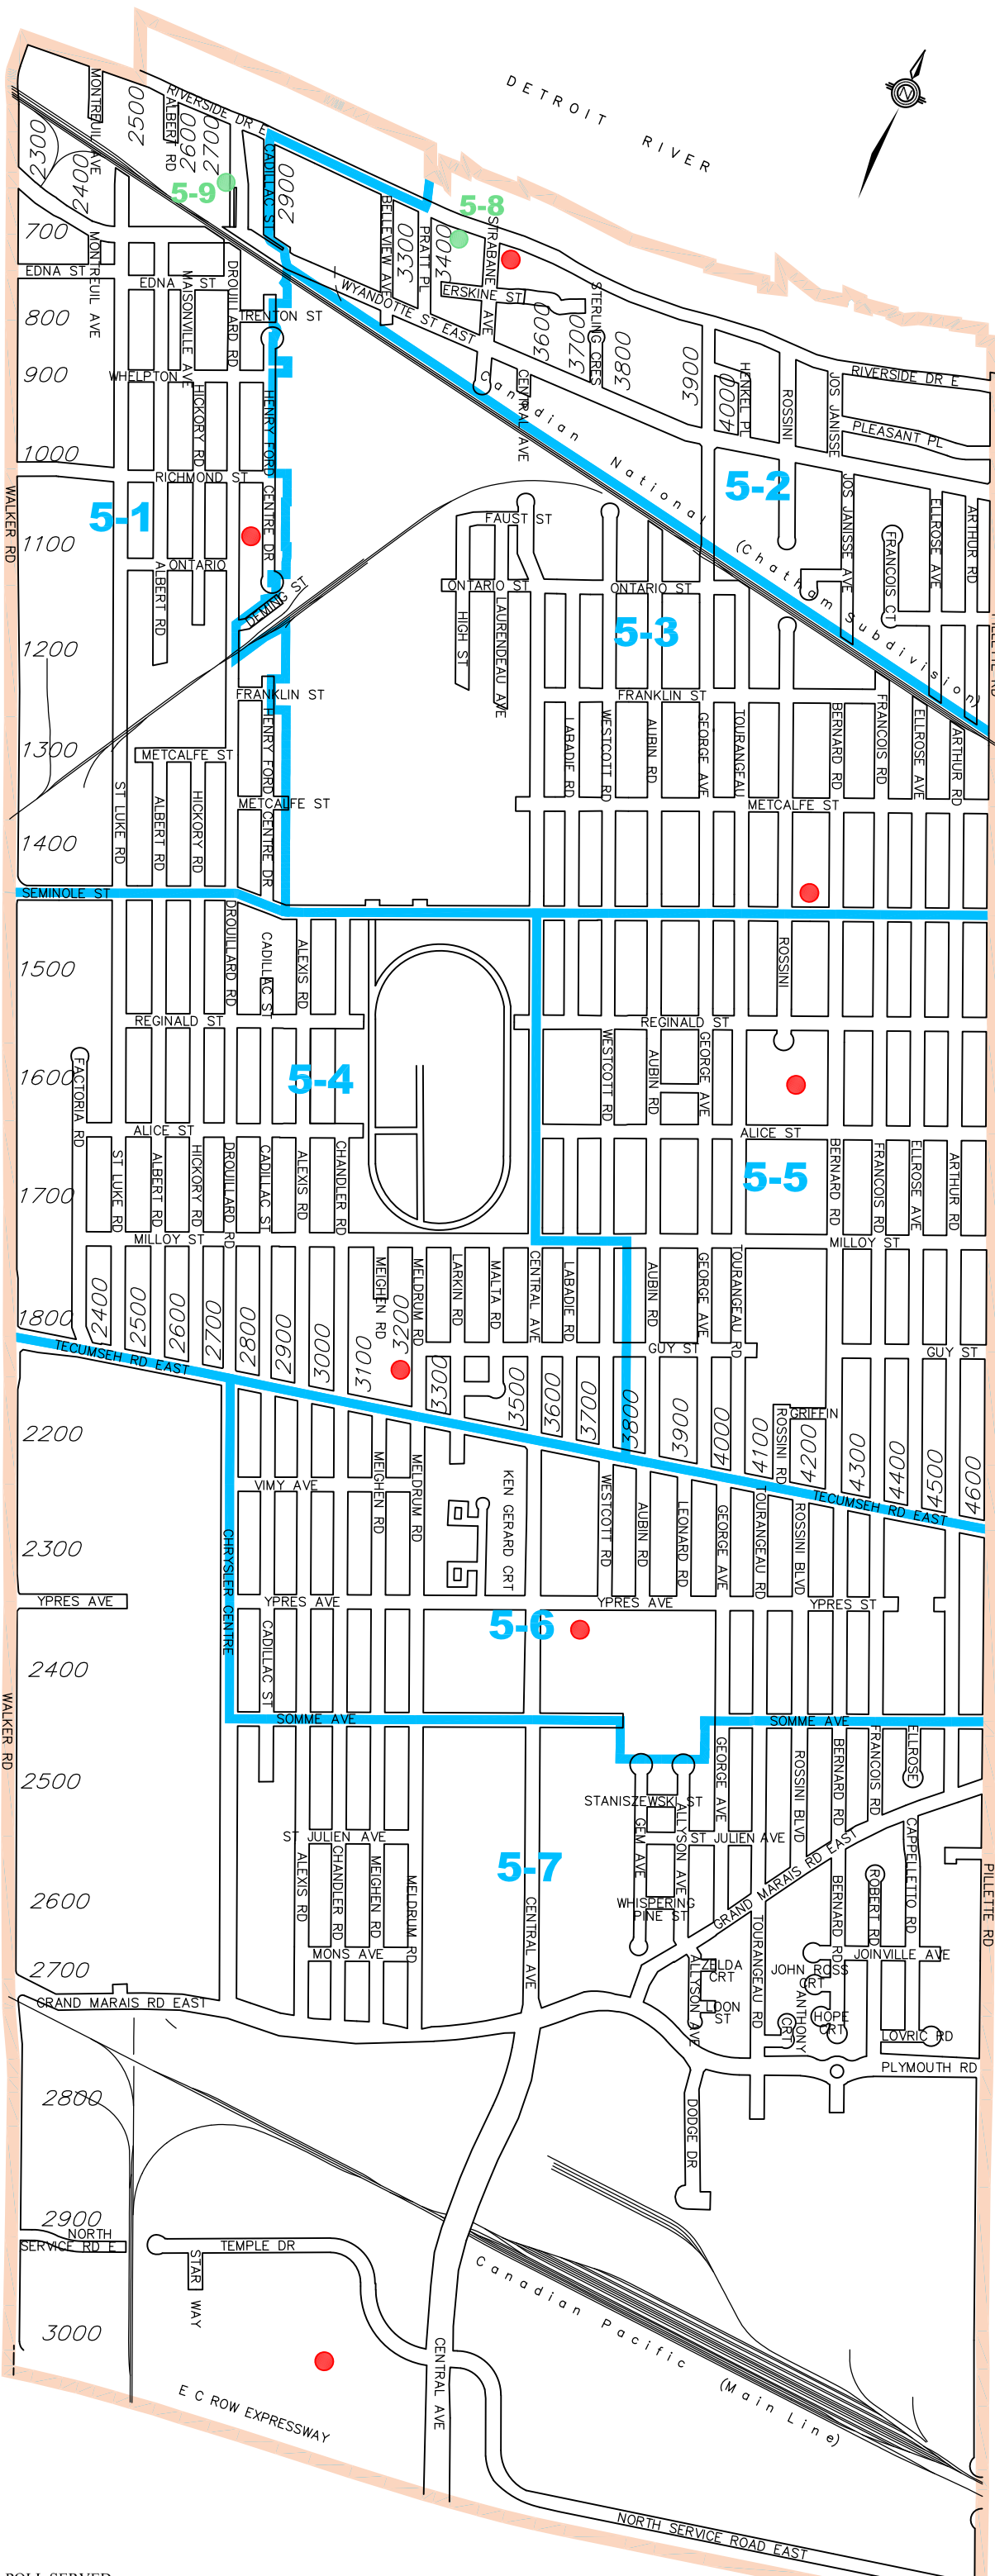 DETROIT RIVER
MONTREUIL AVE
2500
ALBERT RD
RIVERSIDE DR E
2600
2700
2300
2400
CADILLAC ST
2900
5-9
5-8
BELLEVIEW AVE
3300
PRATT PL
3400
STRABANE AVE
700
MONTREUIL AVE
EDNA ST
EDNA ST
MAISONVILLE AVE
DROUILLARD RD
WYANDOTTE ST EAST
ERSKINE ST
3600
3700
STERLING CRES
3800
3900
800
TRENTON ST
900
WHELPTON
HICKORY RD
HENRY FORD
CENTRE DR
Canadian National (Chatham Subdivision)
CENTRAL AVE
4000
HENKEL PL
ROSSINI
JOS JANISSE
RIVERSIDE DR E
PLEASANT PL
1000
RICHMOND ST
5-1
5-2
WALKER RD
1100
ONTARIO
ALBERT RD
FAUST ST
JOS JANISSE AVE
FRANCOIS CT
ELLROSE AVE
ARTHUR RD
DEMING ST
ONTARIO ST
ONTARIO ST
HIGH ST
LAURENDEAU AVE
5-3
1200
FRANKLIN ST
FRANKLIN ST
HENRY FORD
CENTRE DR
LABADIE RD
WESTCOTT RD
AUBIN RD
GEORGE AVE
TOURANGEAU
BERNARD RD
FRANCOIS RD
ELLROSE AVE
ARTHUR RD
1300
METCALFE ST
METCALFE ST
METCALFE ST
ST LUKE RD
ALBERT RD
HICKORY RD
1400
SEMINOLE ST
DROUILLARD RD
CADILLAC ST
ALEXIS RD
ROSSINI
1500
REGINALD ST
REGINALD ST
FACTORIA RD
1600
5-4
WESTCOTT RD
AUBIN RD
GEORGE AVE
ALICE ST
ALICE ST
ST LUKE RD
ALBERT RD
HICKORY RD
DROUILLARD RD
CADILLAC ST
ALEXIS RD
CHANDLER RD
5-5
BERNARD RD
FRANCOIS RD
ELLROSE AVE
ARTHUR RD
1700
MILLOY ST
MILLOY ST
MEIGHEN RD
MELDRUM RD
LARKIN RD
MALTA RD
CENTRAL AVE
LABADIE RD
AUBIN RD
GEORGE AVE
TOURANGEAU RD
1800
2400
2500
2600
2700
2800
2900
3000
3100
3200
3300
3500
3600
3700
3800
3900
4000
4100
4200
4300
4400
4500
4600
GUY ST
GUY ST
ROSSINI RD
GRIFFIN
TECUMSEH RD EAST
TECUMSEH RD EAST
2200
VIMY AVE
MEIGHEN RD
MELDRUM RD
KEN GERARD CRT
WESTCOTT RD
AUBIN RD
LEONARD RD
GEORGE AVE
TOURANGEAU RD
ROSSINI BLVD
2300
CHRYSLER CENTRE
YPRES AVE
YPRES AVE
YPRES AVE
YPRES ST
5-6
CADILLAC ST
2400
WALKER RD
SOMME AVE
SOMME AVE
2500
STANISZEWSKI ST
GEORGE AVE
ROSSINI BLVD
BERNARD RD
FRANCOIS RD
ELLROSE
ST JULIEN AVE
ST JULIEN AVE
GEM AVE
ALLYSON AVE
GRAND MARAIS RD EAST
5-7
ALEXIS RD
CHANDLER RD
MEIGHEN RD
MELDRUM RD
CENTRAL AVE
2600
WHISPERING
PINE ST
TOURANGEAU RD
BERNARD RD
ROBERT RD
CAPPELLETTO RD
PILLETTE RD
MONS AVE
JOINVILLE AVE
2700
ZELDA
CRT
JOHN ROSS
CRT
ALLYSON AVE
LOON
ST
ANTHONY
CRT
HOPE
CRT
GRAND MARAIS RD EAST
LOVRIC RD
PLYMOUTH RD
2800
DODGE DR
2900
NORTH
SERVICE RD E
TEMPLE DR
STAR WAY
Canadian Pacific (Main Line)
3000
CENTRAL AVE
E C ROW EXPRESSWAY
NORTH SERVICE ROAD EAST
POLL SERVED